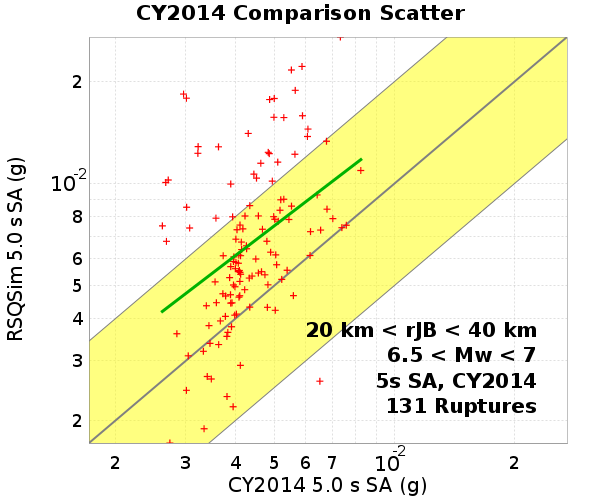 CY2014 Comparison Scatter
RSQSim 5.0 s SA (g)
2
10⁻²
8
6
5
4
3
2
20 km < rJB < 40 km
6.5 < Mw < 7
5s SA, CY2014
131 Ruptures
2 3 4 5 6 7 10⁻² 2
CY2014 5.0 s SA (g)